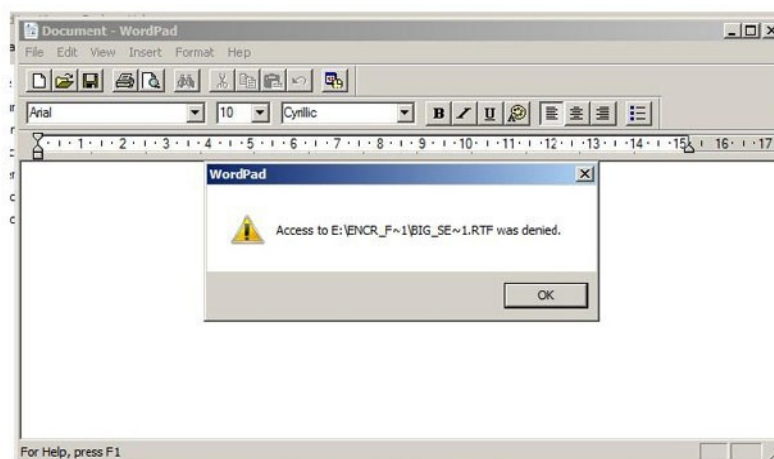 Document - WordPad
File Edit View Insert Format Help
Arial 10 Cyrillic B I U
1 2 3 4 5 6 7 8 9 10 11 12 13 14 15 16 17
WordPad
Access to E:\ENCR_F~1\BIG_SE~1.RTF was denied.
OK
For Help, press F1